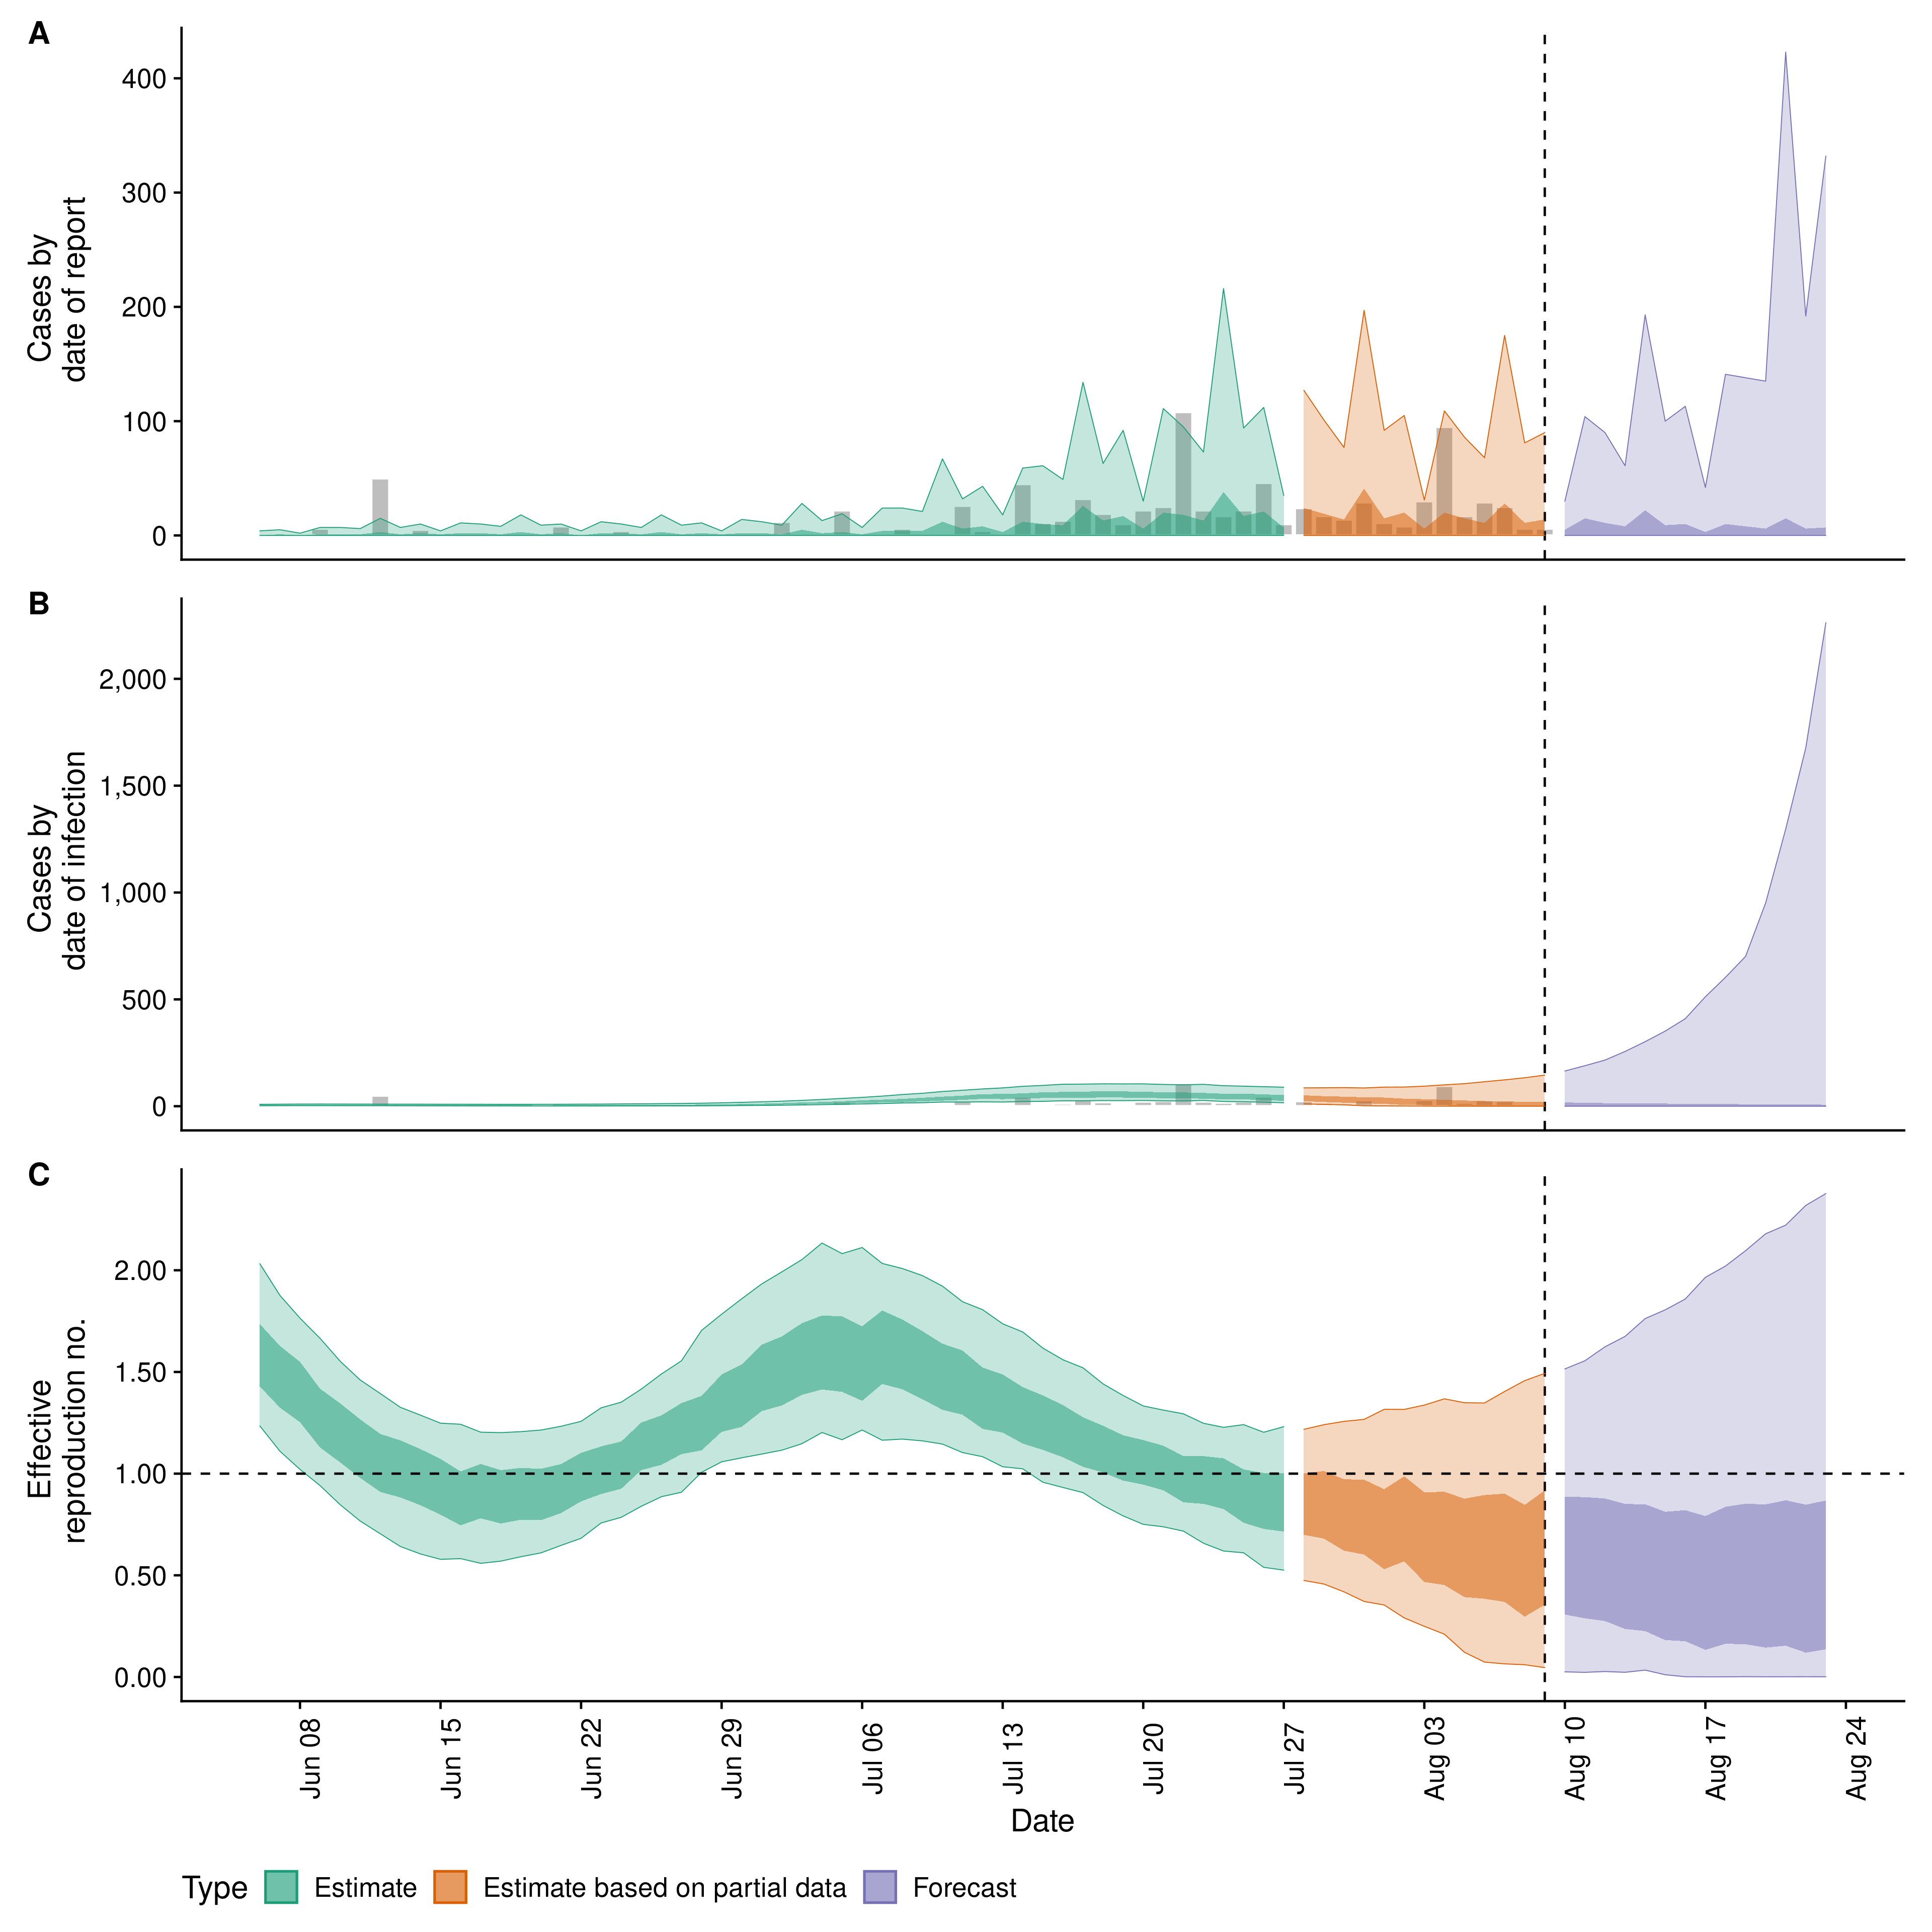 A
Cases by
date of report
400
300
200
100
0
B
Cases by
date of infection
2,000
1,500
1,000
500
0
C
Effective
reproduction no.
2.00
1.50
1.00
0.50
0.00
Jun 08
Jun 15
Jun 22
Jun 29
Jul 06
Jul 13
Jul 20
Jul 27
Aug 03
Aug 10
Aug 17
Aug 24
Date
Type Estimate Estimate based on partial data Forecast